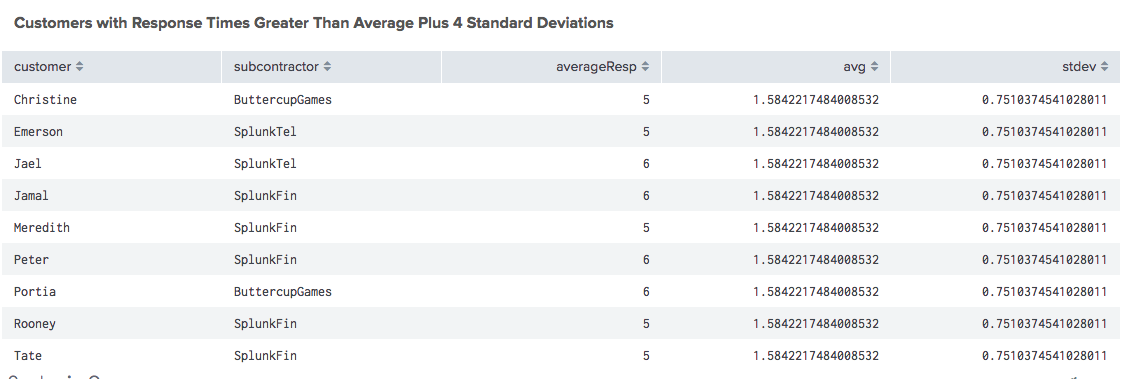 Customers with Response Times Greater Than Average Plus 4 Standard Deviations
customer subcontractor averageResp avg stdev
Christine ButtercupGames 5 1.5842217484008532 0.7510374541028011
Emerson SplunkTel 5 1.5842217484008532 0.7510374541028011
Jael SplunkTel 6 1.5842217484008532 0.7510374541028011
Jamal SplunkFin 6 1.5842217484008532 0.7510374541028011
Meredith SplunkFin 5 1.5842217484008532 0.7510374541028011
Peter SplunkFin 6 1.5842217484008532 0.7510374541028011
Portia ButtercupGames 6 1.5842217484008532 0.7510374541028011
Rooney SplunkFin 5 1.5842217484008532 0.7510374541028011
Tate SplunkFin 5 1.5842217484008532 0.7510374541028011